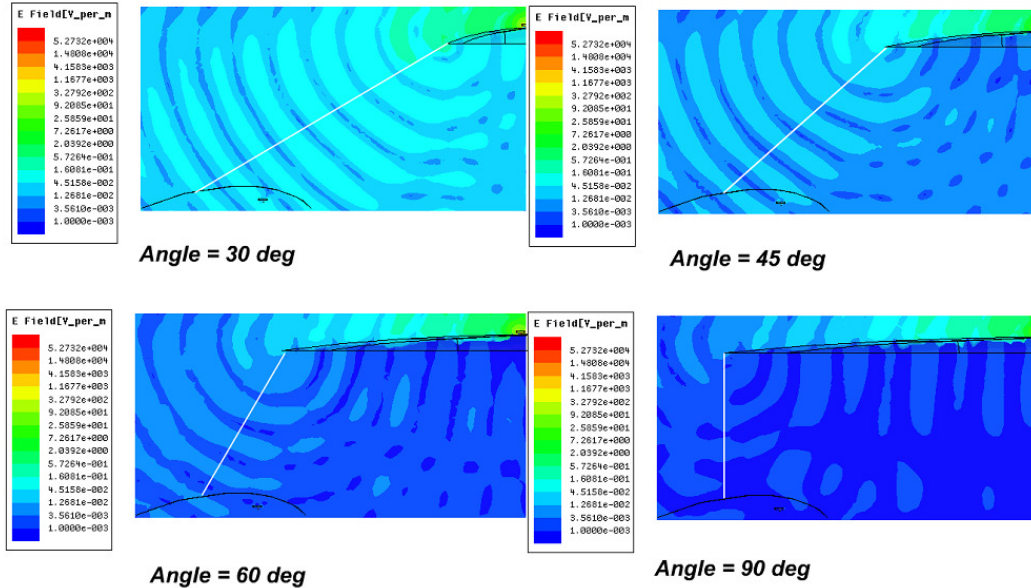 E Field[V_per_m
5.2732e+004
1.4808e+004
4.1583e+003
1.1677e+003
3.2792e+002
9.2085e+001
2.5859e+001
7.2617e+000
2.0392e+000
5.7264e-001
1.6081e-001
4.5158e-002
1.2681e-002
3.5610e-003
1.0000e-003
Angle = 30 deg
E Field[V_per_m
5.2732e+004
1.4808e+004
4.1583e+003
1.1677e+003
3.2792e+002
9.2085e+001
2.5859e+001
7.2617e+000
2.0392e+000
5.7264e-001
1.6081e-001
4.5158e-002
1.2681e-002
3.5610e-003
1.0000e-003
Angle = 45 deg
E Field[V_per_m
5.2732e+004
1.4808e+004
4.1583e+003
1.1677e+003
3.2792e+002
9.2085e+001
2.5859e+001
7.2617e+000
2.0392e+000
5.7264e-001
1.6081e-001
4.5158e-002
1.2681e-002
3.5610e-003
1.0000e-003
Angle = 60 deg
E Field[V_per_m
5.2732e+004
1.4808e+004
4.1583e+003
1.1677e+003
3.2792e+002
9.2085e+001
2.5859e+001
7.2617e+000
2.0392e+000
5.7264e-001
1.6081e-001
4.5158e-002
1.2681e-002
3.5610e-003
1.0000e-003
Angle = 90 deg